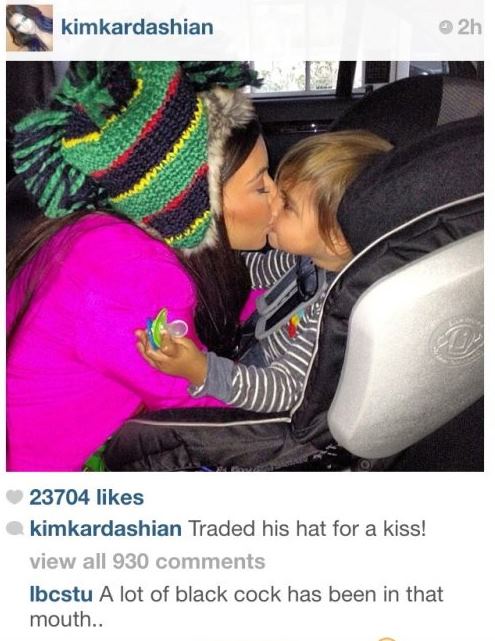 kimkardashian 2h
23704 likes
kimkardashian Traded his hat for a kiss!
view all 930 comments
lbcstu A lot of black cock has been in that
mouth..